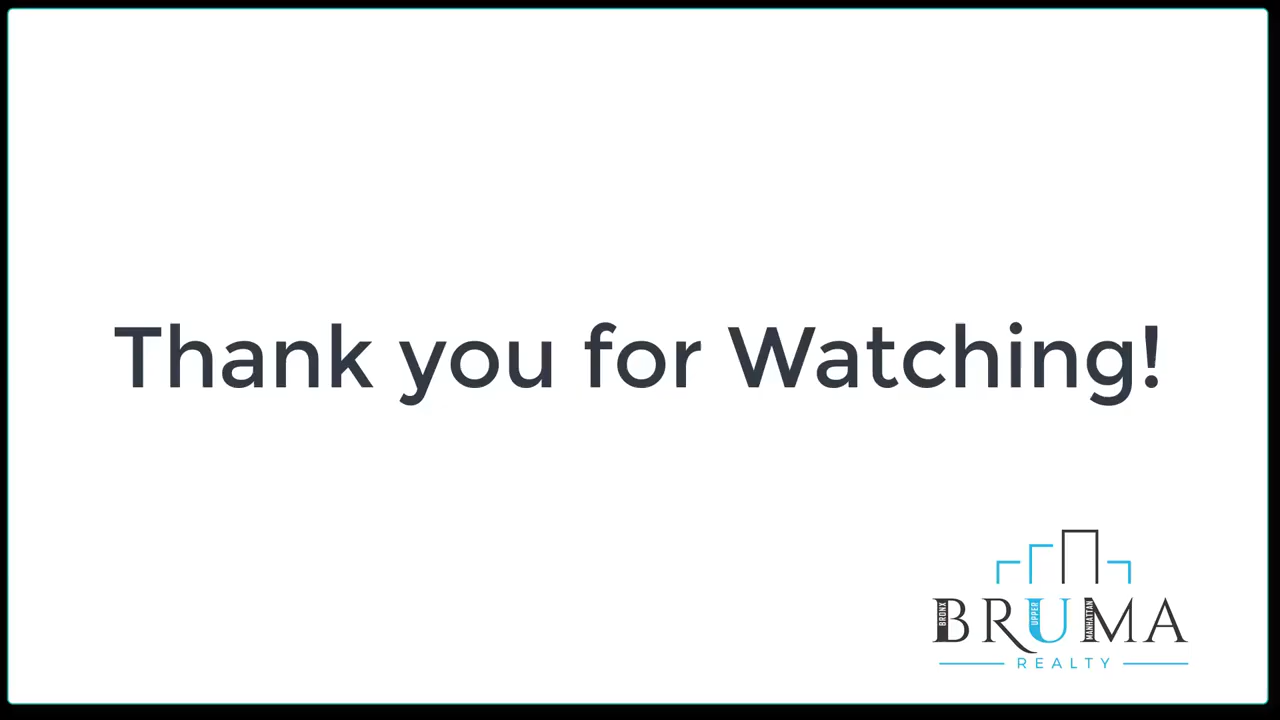 Thank you for Watching!
BRUMA
BRONX
UPPER
MANHATTAN
REALTY